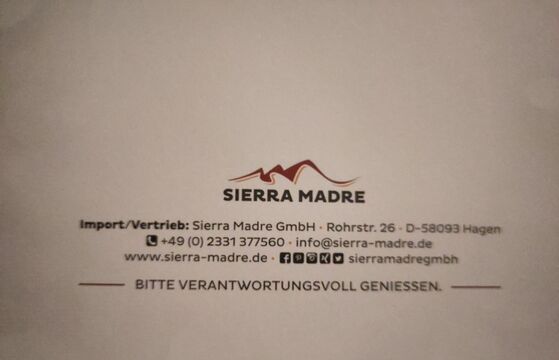 SIERRA MADRE
Import/Vertrieb: Sierra Madre GmbH · Rohrstr. 26 · D-58093 Hagen
+49 (0) 2331 377560 · info@sierra-madre.de
www.sierra-madre.de · sierramadregmbh
BITTE VERANTWORTUNGSVOLL GENIESSEN.